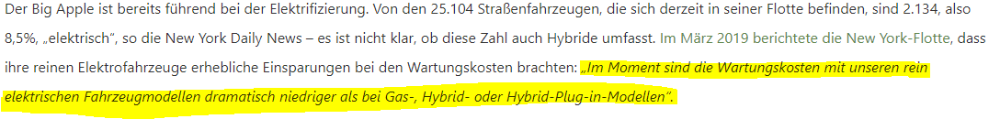 Der Big Apple ist bereits führend bei der Elektrifizierung. Von den 25.104 Straßenfahrzeugen, die sich derzeit in seiner Flotte befinden, sind 2.134, also
8,5%, „elektrisch“, so die New York Daily News – es ist nicht klar, ob diese Zahl auch Hybride umfasst. Im März 2019 berichtete die New York-Flotte, dass
ihre reinen Elektrofahrzeuge erhebliche Einsparungen bei den Wartungskosten brachten: „Im Moment sind die Wartungskosten mit unseren rein
elektrischen Fahrzeugmodellen dramatisch niedriger als bei Gas-, Hybrid- oder Hybrid-Plug-in-Modellen“.